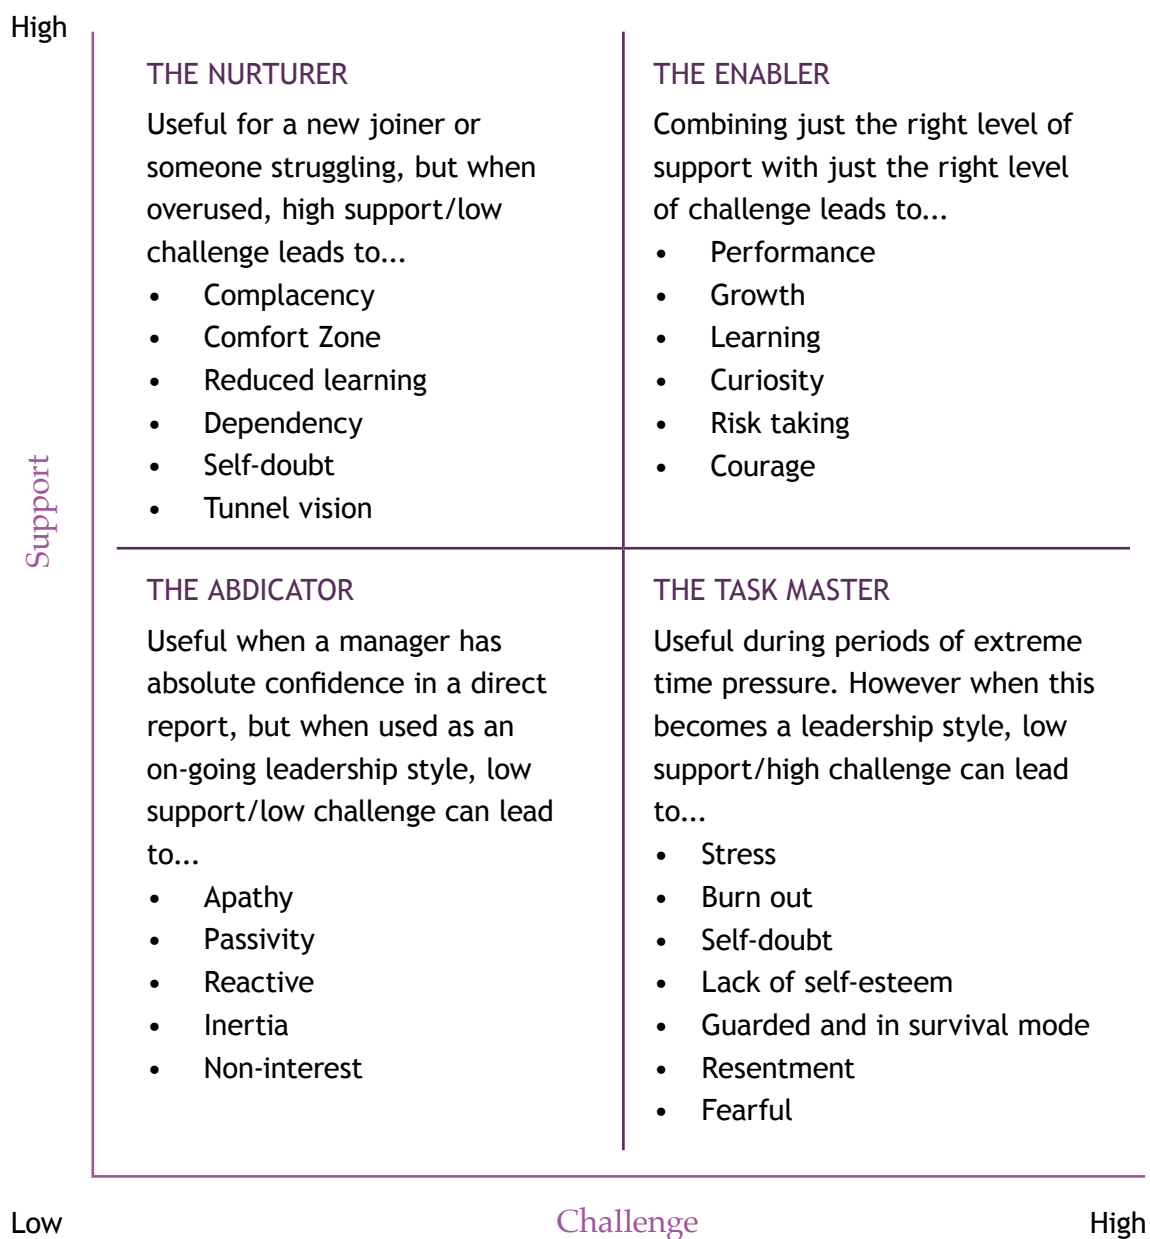 High
THE NURTURER
Useful for a new joiner or
someone struggling, but when
overused, high support/low
challenge leads to...
• Complacency
• Comfort Zone
• Reduced learning
• Dependency
• Self-doubt
• Tunnel vision
THE ENABLER
Combining just the right level of
support with just the right level
of challenge leads to...
• Performance
• Growth
• Learning
• Curiosity
• Risk taking
• Courage
Support
THE ABDICATOR
Useful when a manager has
absolute confidence in a direct
report, but when used as an
on-going leadership style, low
support/low challenge can lead
to...
• Apathy
• Passivity
• Reactive
• Inertia
• Non-interest
THE TASK MASTER
Useful during periods of extreme
time pressure. However when this
becomes a leadership style, low
support/high challenge can lead
to...
• Stress
• Burn out
• Self-doubt
• Lack of self-esteem
• Guarded and in survival mode
• Resentment
• Fearful
Low
Challenge
High